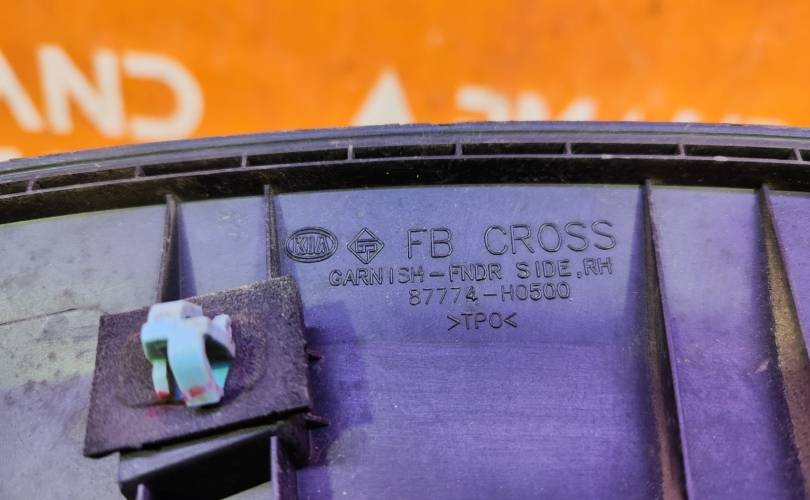 KIA FB CROSS
GARNISH-FNDR SIDE,RH
87774-H0500
>TPO<